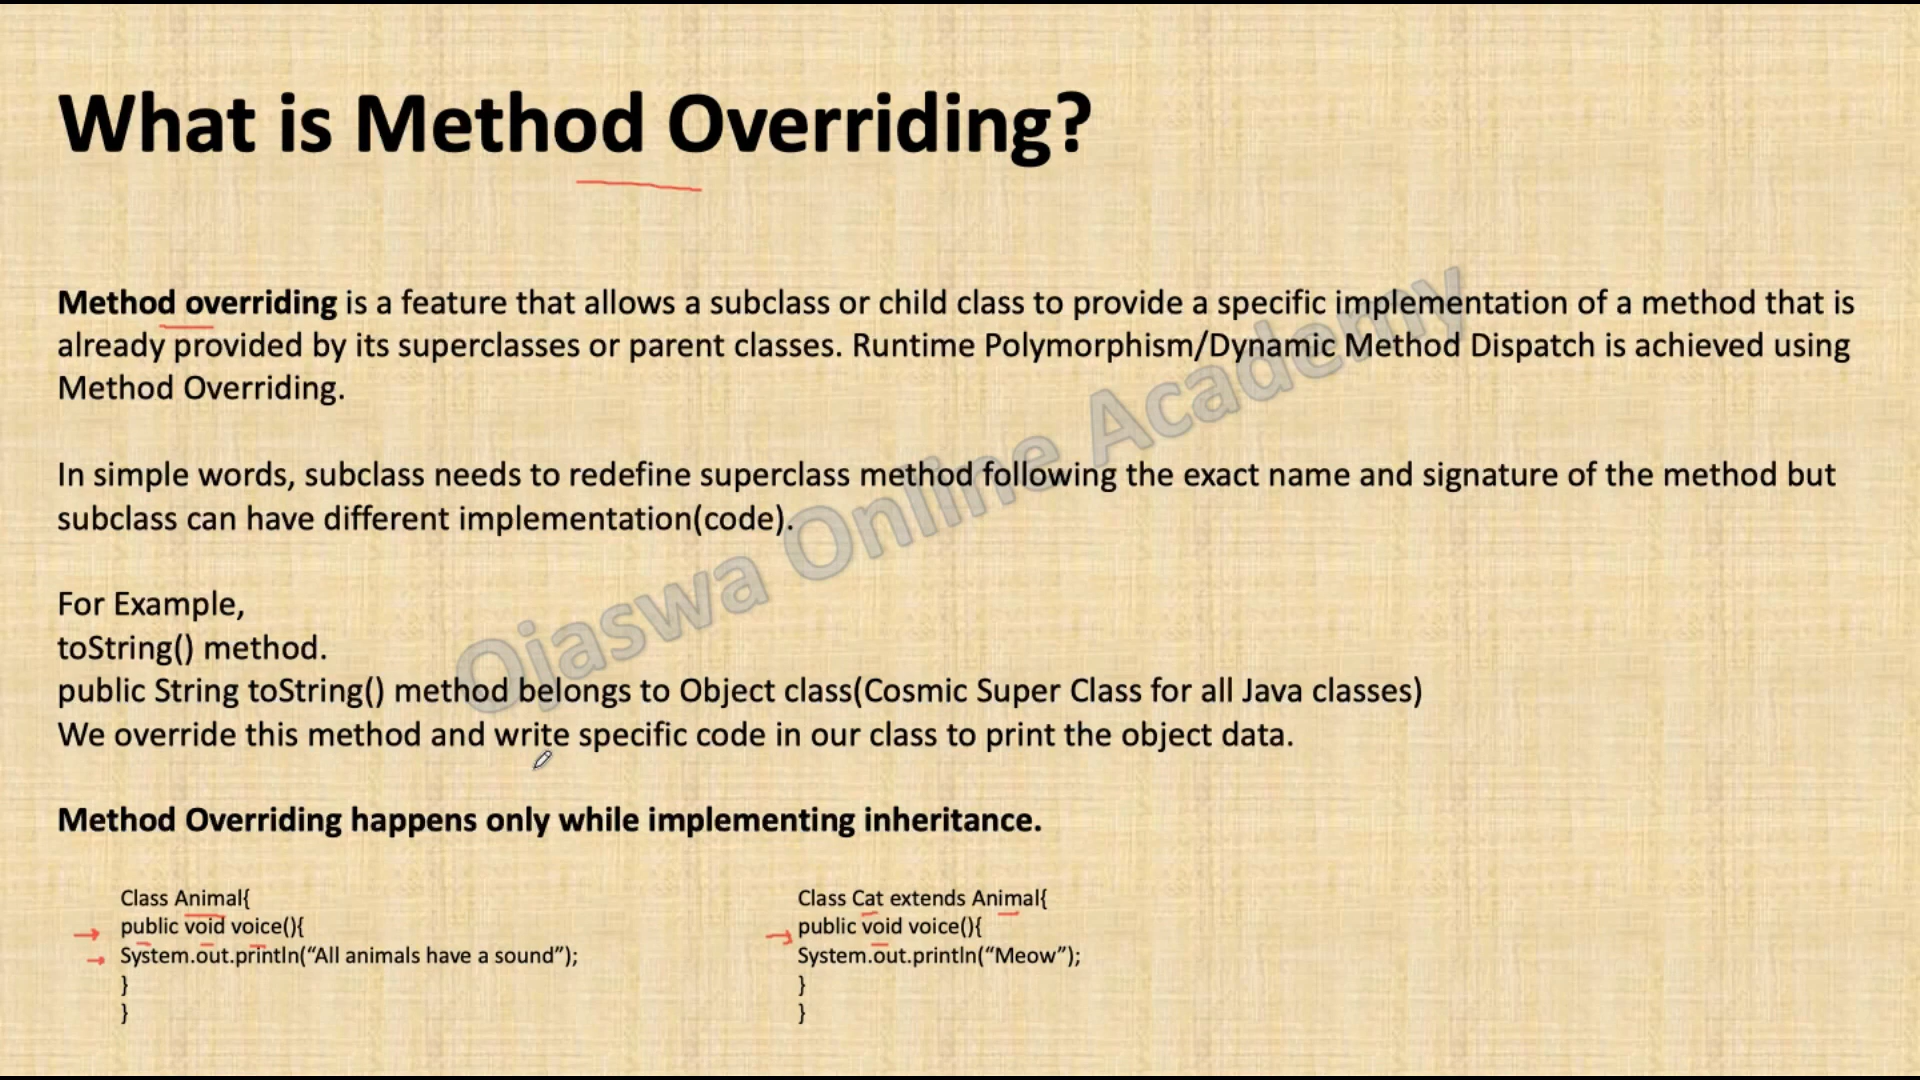 What is Method Overriding?
Method overriding is a feature that allows a subclass or child class to provide a specific implementation of a method that is
already provided by its superclasses or parent classes. Runtime Polymorphism/Dynamic Method Dispatch is achieved using
Method Overriding.
In simple words, subclass needs to redefine superclass method following the exact name and signature of the method but
subclass can have different implementation(code).
For Example,
toString() method.
public String toString() method belongs to Object class(Cosmic Super Class for all Java classes)
We override this method and write specific code in our class to print the object data.
Method Overriding happens only while implementing inheritance.
Class Animal{
public void voice(){
System.out.println(“All animals have a sound”);
}
}
Class Cat extends Animal{
public void voice(){
System.out.println(“Meow”);
}
}
Ojaswa Online Academy